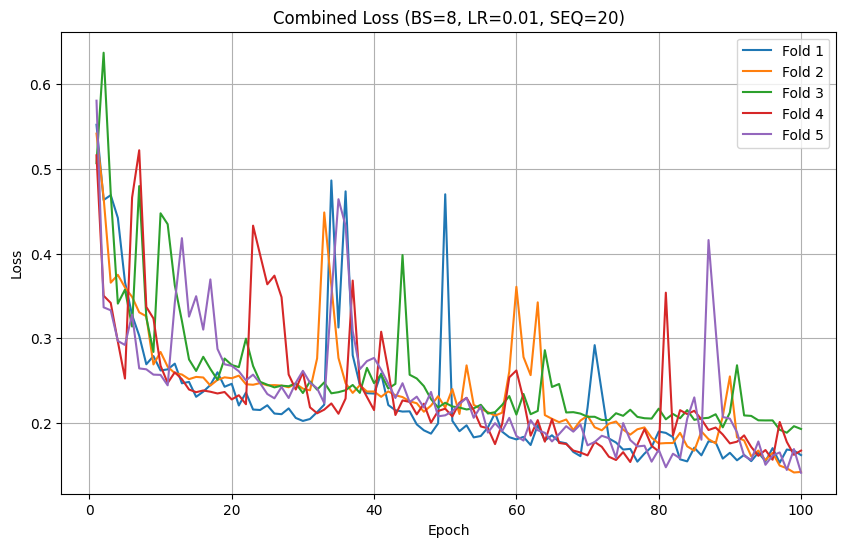 Combined Loss (BS=8, LR=0.01, SEQ=20)
Fold 1
Fold 2
Fold 3
Fold 4
Fold 5
0.6
0.5
0.4
0.3
0.2
Loss
0 20 40 60 80 100
Epoch